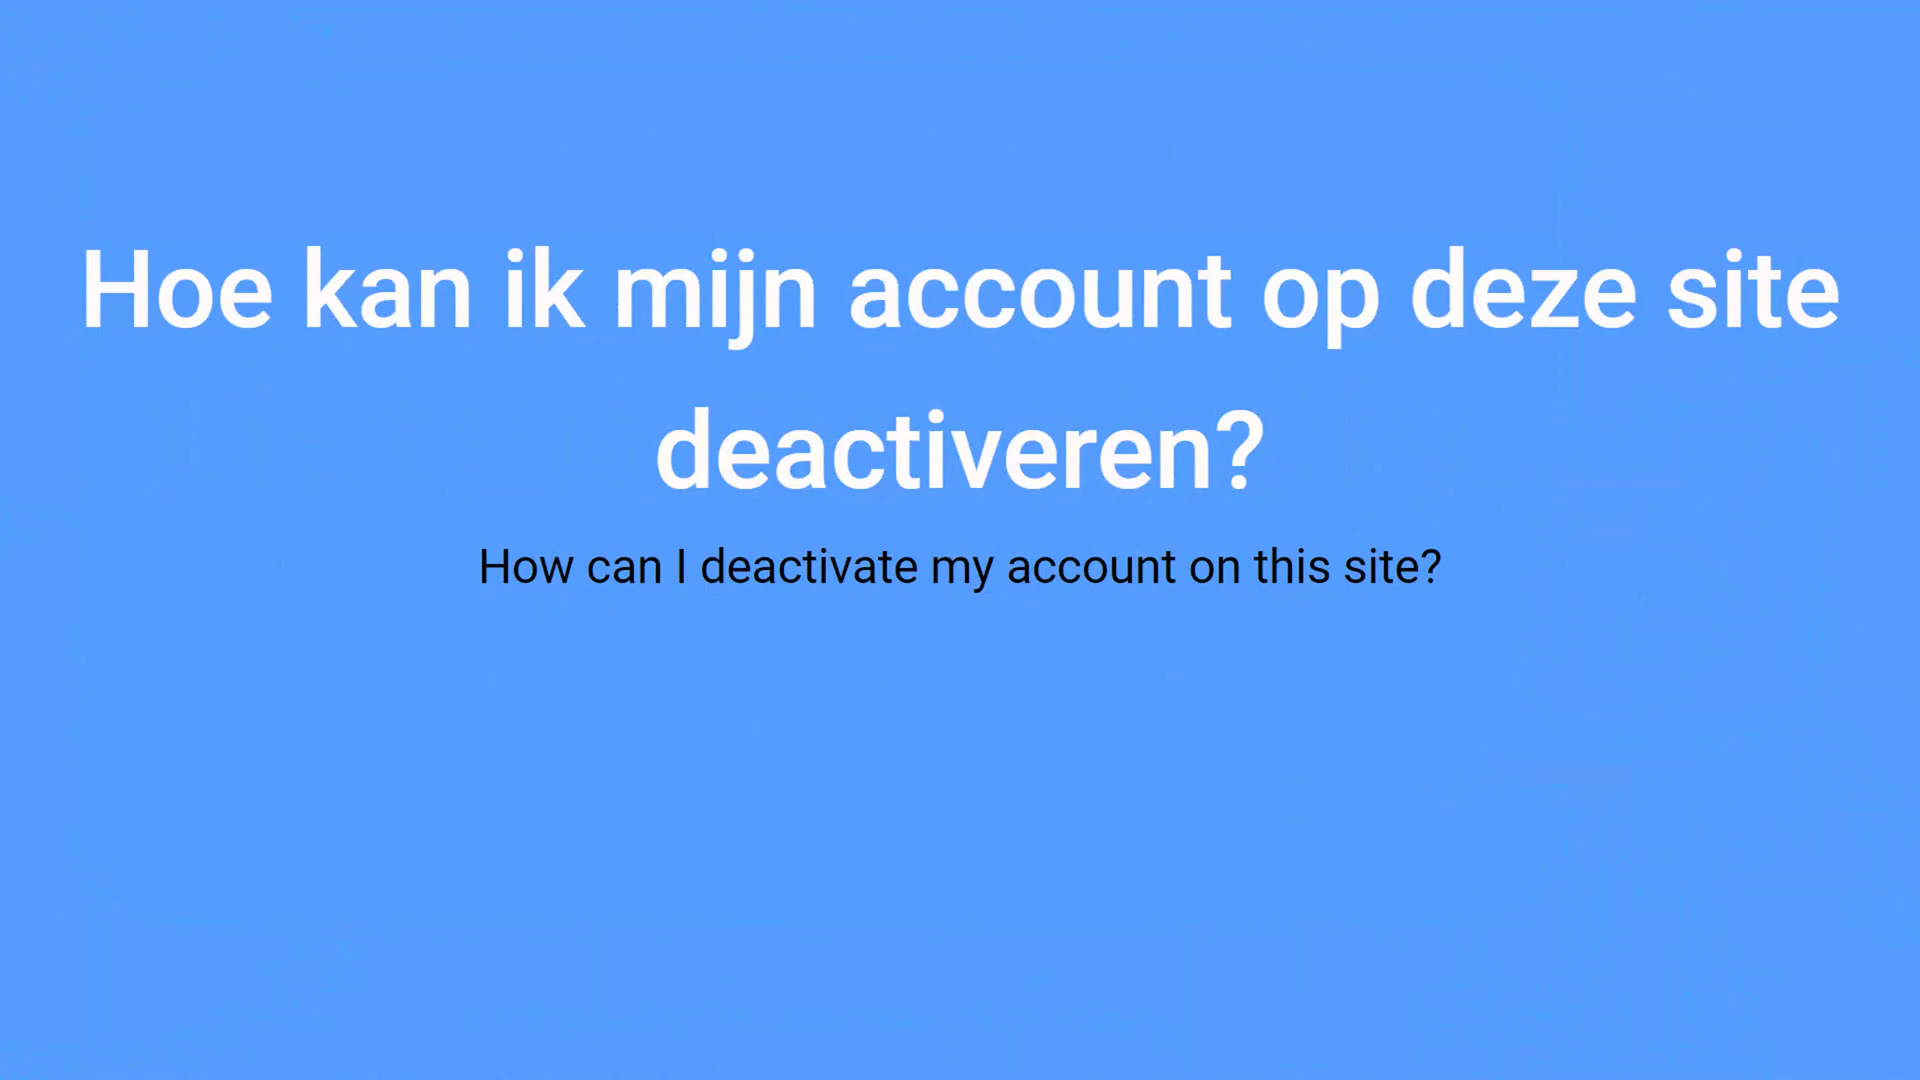 Hoe kan ik mijn account op deze site
deactiveren?
How can I deactivate my account on this site?